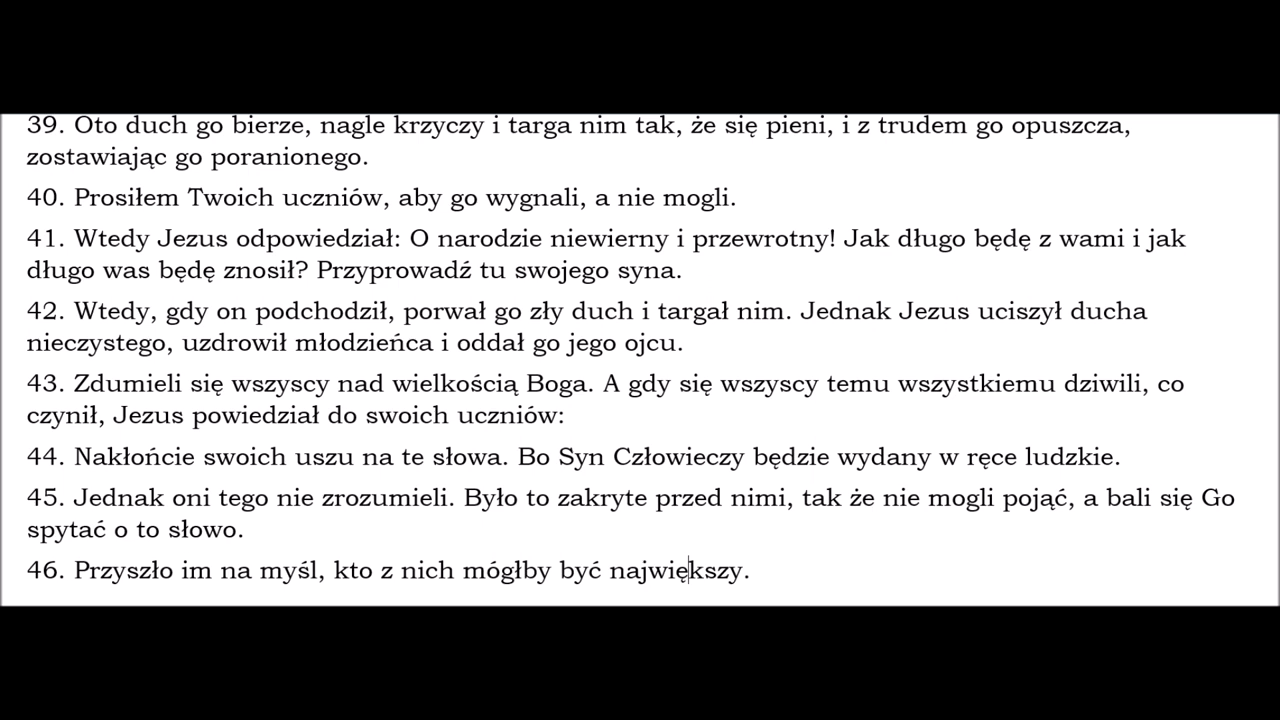 39. Oto duch go bierze, nagle krzyczy i targa nim tak, że się pieni, i z trudem go opuszcza,
zostawiając go poranionego.
40. Prosiłem Twoich uczniów, aby go wygnali, a nie mogli.
41. Wtedy Jezus odpowiedział: O narodzie niewierny i przewrotny! Jak długo będę z wami i jak
długo was będę znosił? Przyprowadź tu swojego syna.
42. Wtedy, gdy on podchodził, porwał go zły duch i targał nim. Jednak Jezus uciszył ducha
nieczystego, uzdrowił młodzieńca i oddał go jego ojcu.
43. Zdumieli się wszyscy nad wielkością Boga. A gdy się wszyscy temu wszystkiemu dziwili, co
czynił, Jezus powiedział do swoich uczniów:
44. Nakłońcie swoich uszu na te słowa. Bo Syn Człowieczy będzie wydany w ręce ludzkie.
45. Jednak oni tego nie zrozumieli. Było to zakryte przed nimi, tak że nie mogli pojąć, a bali się Go
spytać o to słowo.
46. Przyszło im na myśl, kto z nich mógłby być największy.